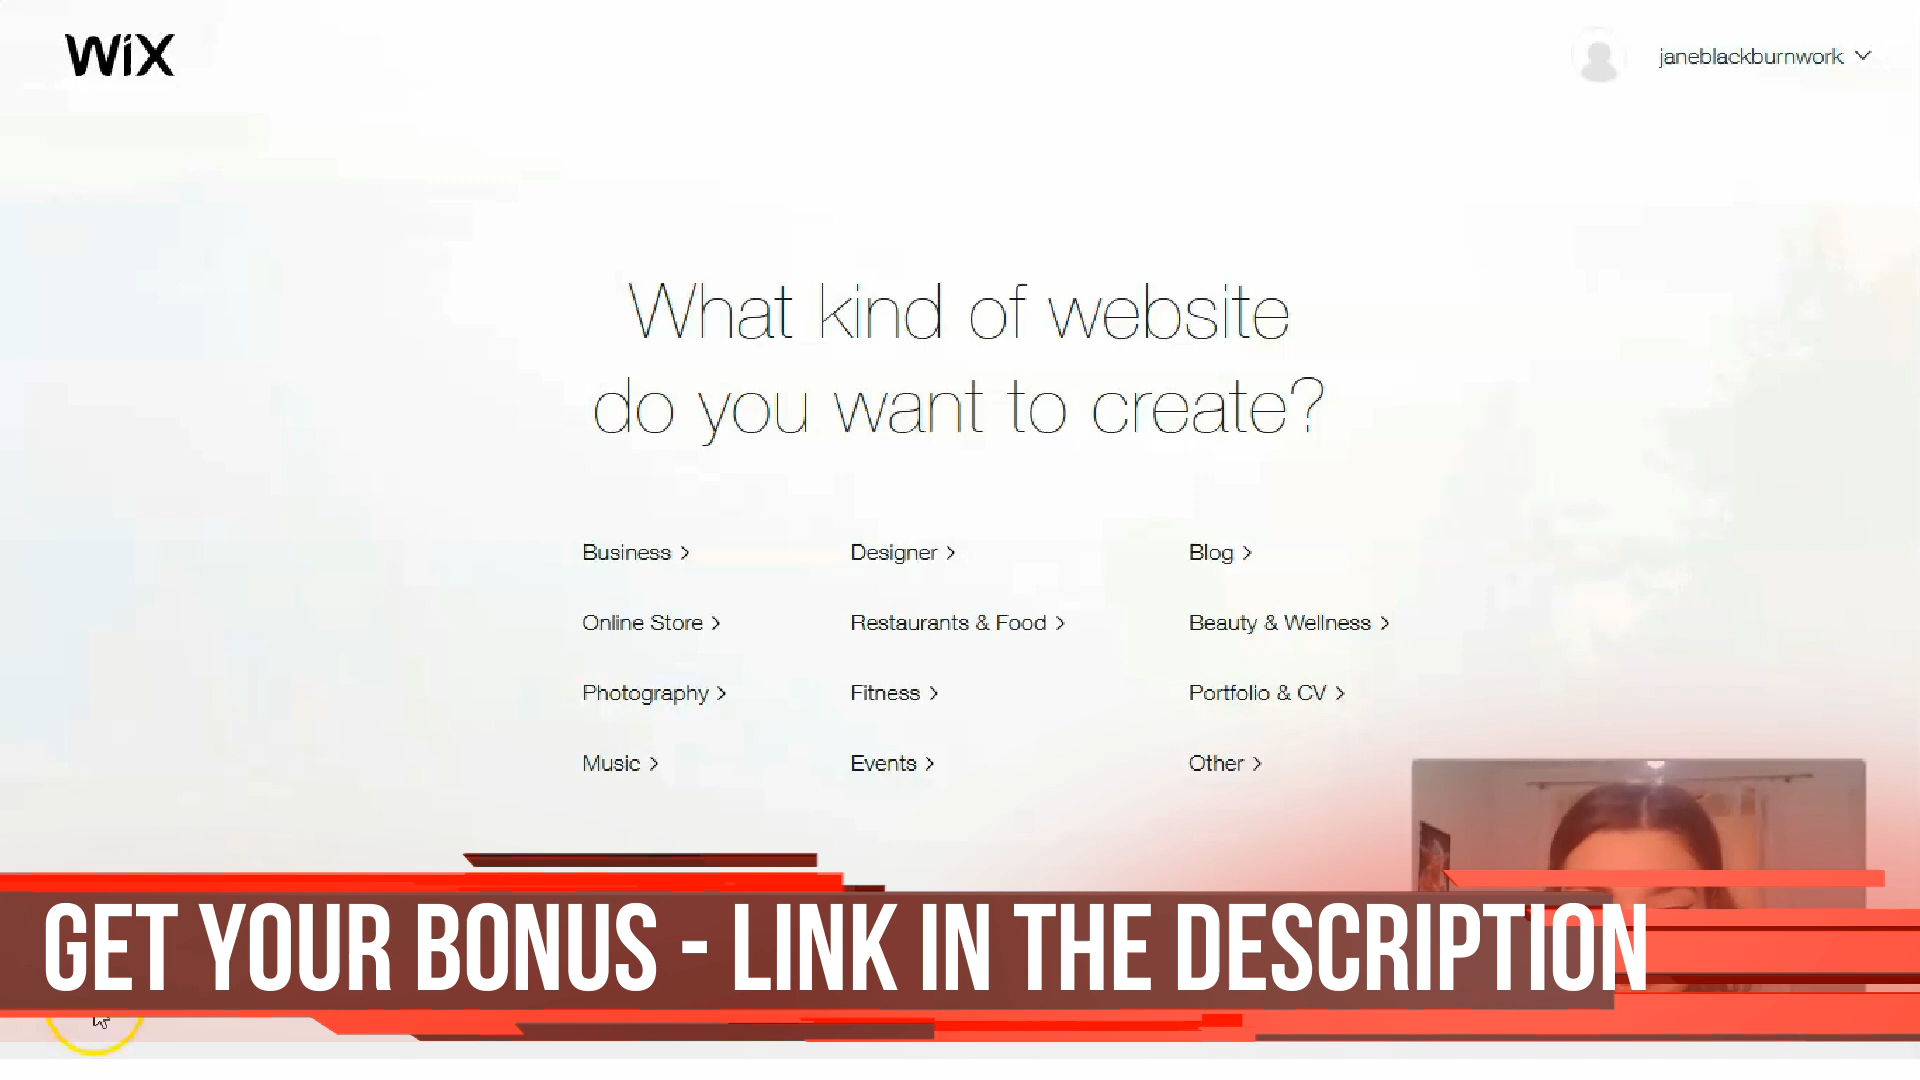 WiX
janeblackburnwork
What kind of website
do you want to create?
Business >
Designer >
Blog >
Online Store >
Restaurants & Food >
Beauty & Wellness >
Photography >
Fitness >
Portfolio & CV >
Music >
Events >
Other >
GET YOUR BONUS - LINK IN THE DESCRIPTION